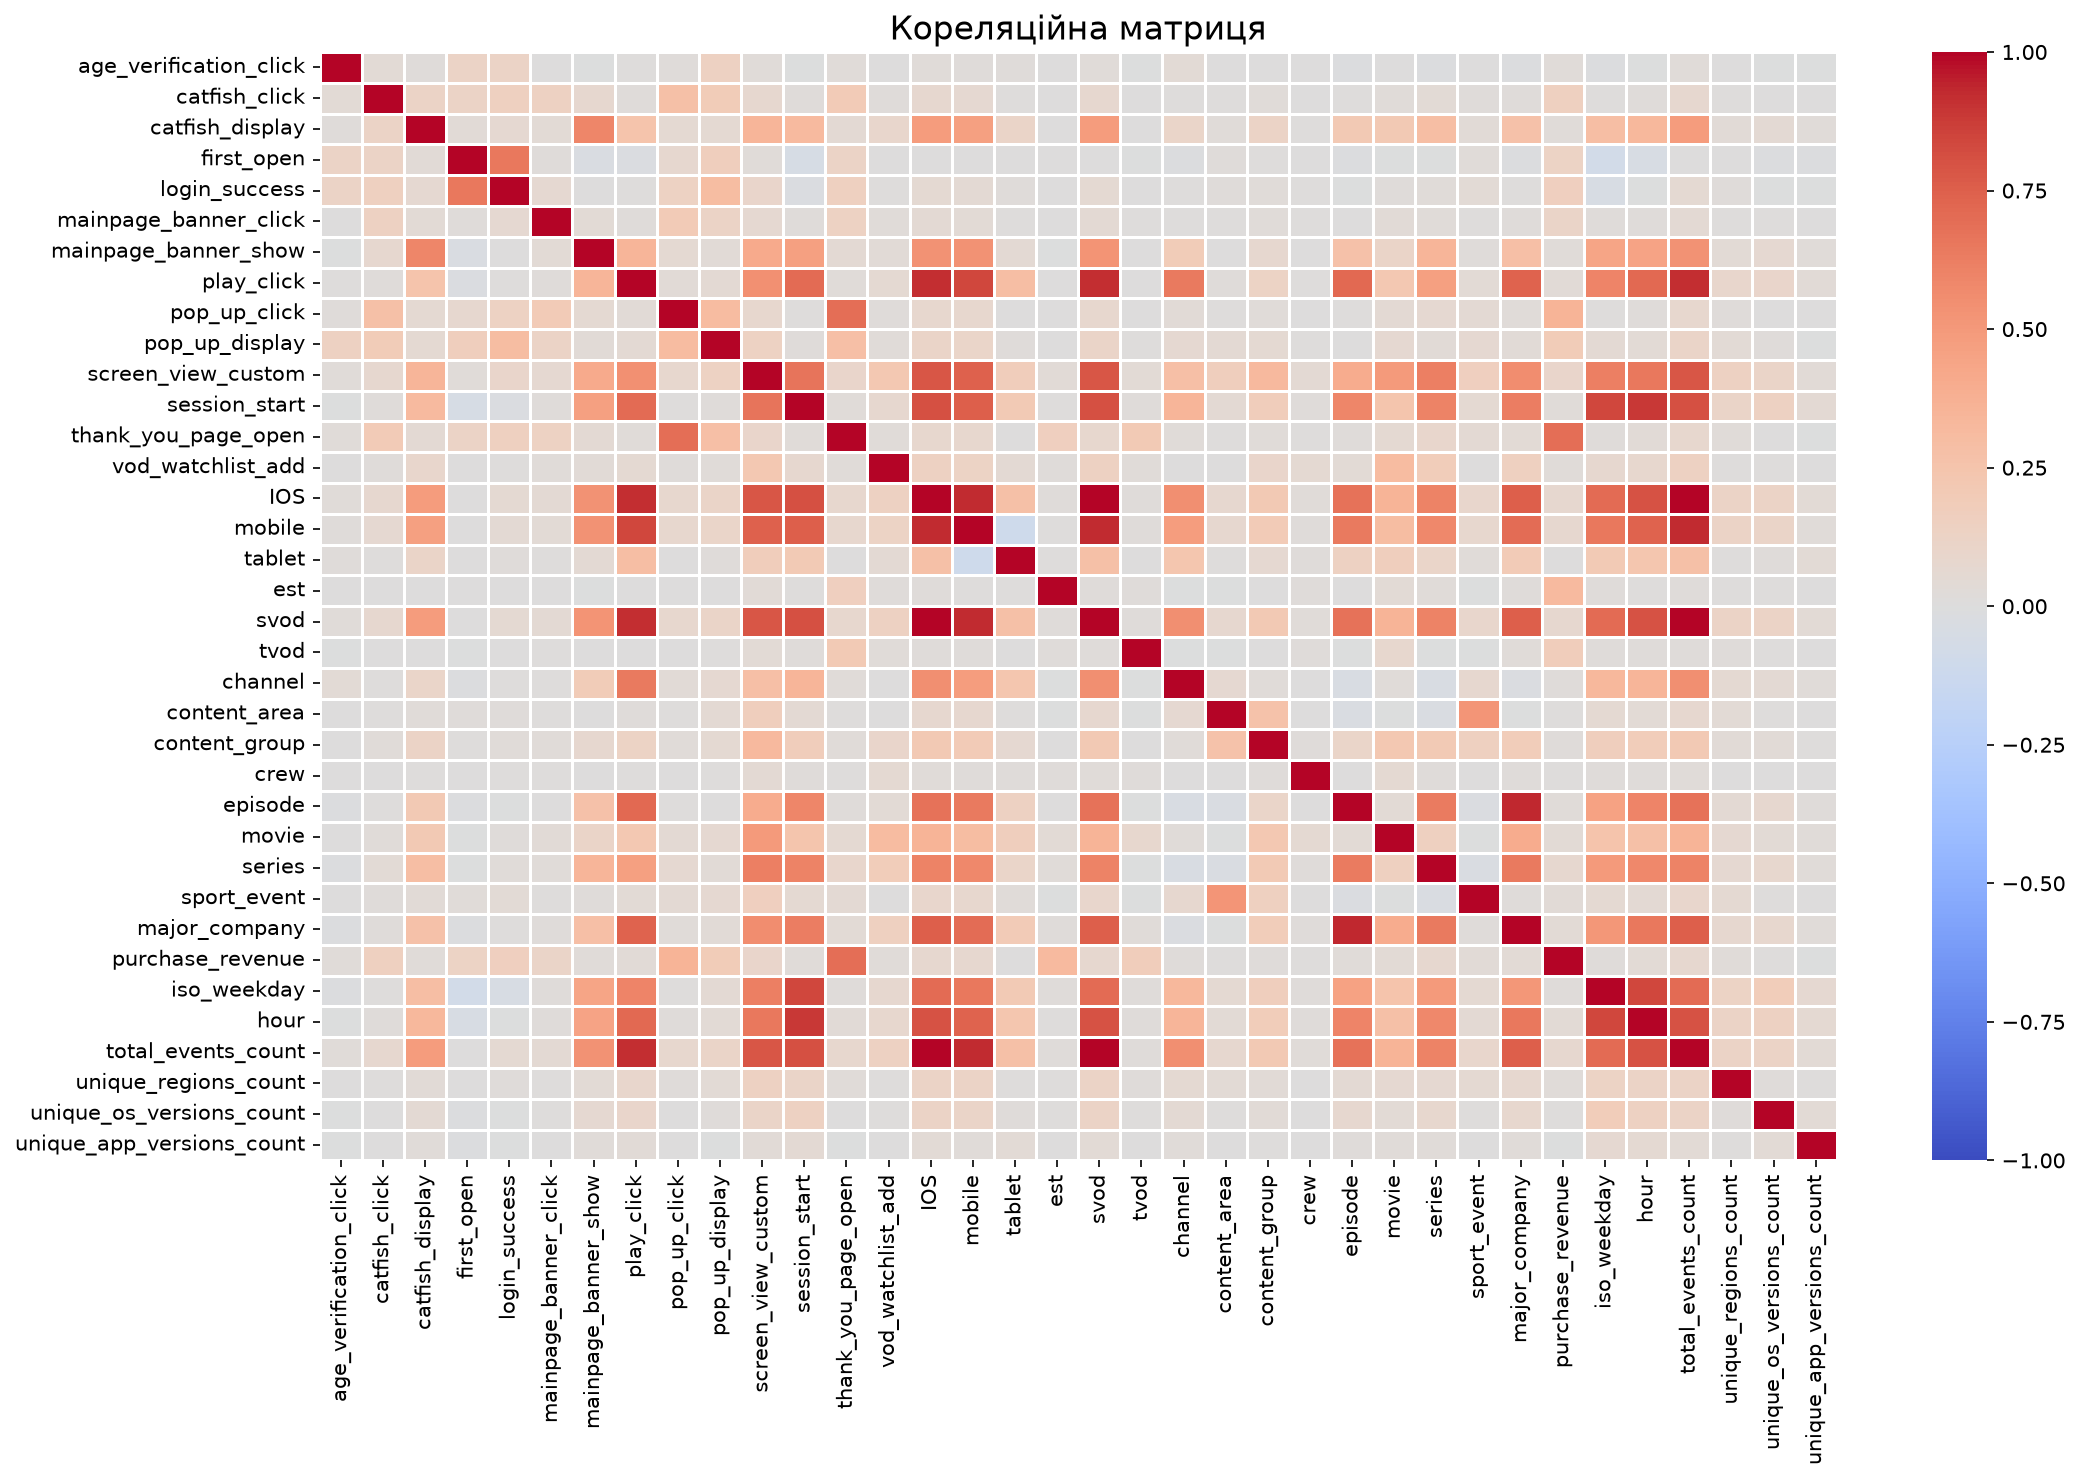 Кореляційна матриця
age_verification_click
catfish_click
catfish_display
first_open
login_success
mainpage_banner_click
mainpage_banner_show
play_click
pop_up_click
pop_up_display
screen_view_custom
session_start
thank_you_page_open
vod_watchlist_add
IOS
mobile
tablet
est
svod
tvod
channel
content_area
content_group
crew
episode
movie
series
sport_event
major_company
purchase_revenue
iso_weekday
hour
total_events_count
unique_regions_count
unique_os_versions_count
unique_app_versions_count
age_verification_click
catfish_click
catfish_display
first_open
login_success
mainpage_banner_click
mainpage_banner_show
play_click
pop_up_click
pop_up_display
screen_view_custom
session_start
thank_you_page_open
vod_watchlist_add
IOS
mobile
tablet
est
svod
tvod
channel
content_area
content_group
crew
episode
movie
series
sport_event
major_company
purchase_revenue
iso_weekday
hour
total_events_count
unique_regions_count
unique_os_versions_count
unique_app_versions_count
1.00
0.75
0.50
0.25
0.00
−0.25
−0.50
−0.75
−1.00